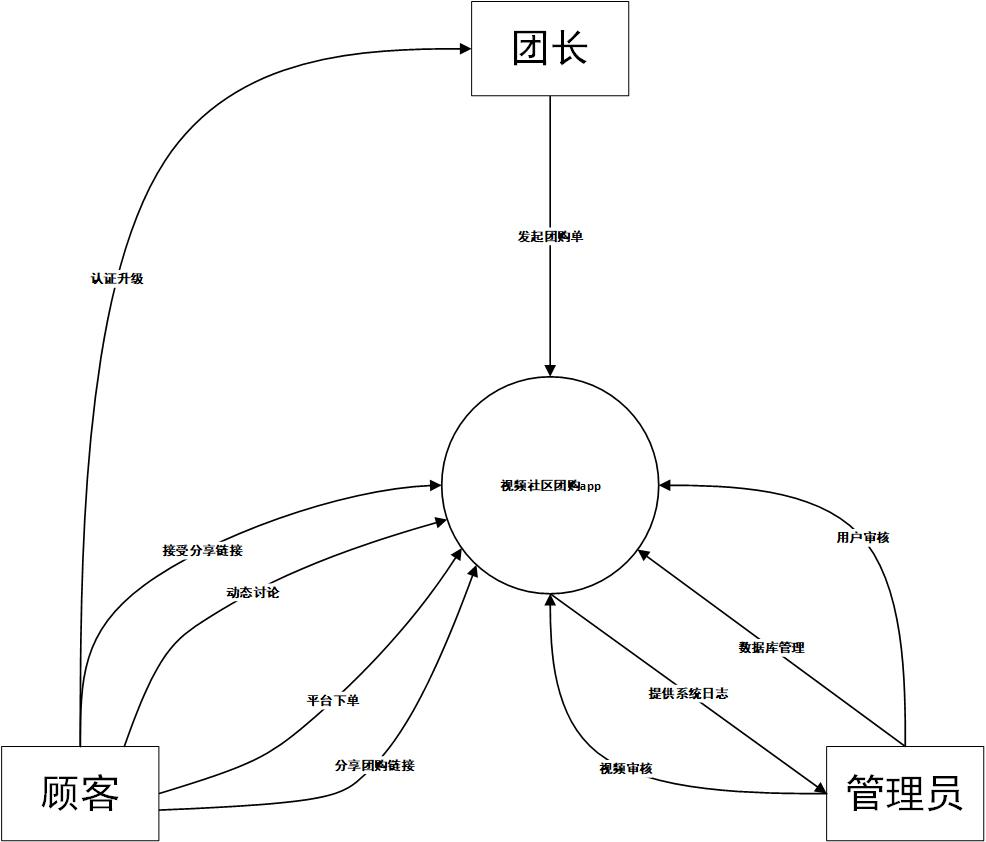 团长
发起团购单
认证升级
视频社区团购app
接受分享链接
用户审核
动态讨论
数据库管理
提供系统日志
平台下单
分享团购链接
视频审核
顾客
管理员